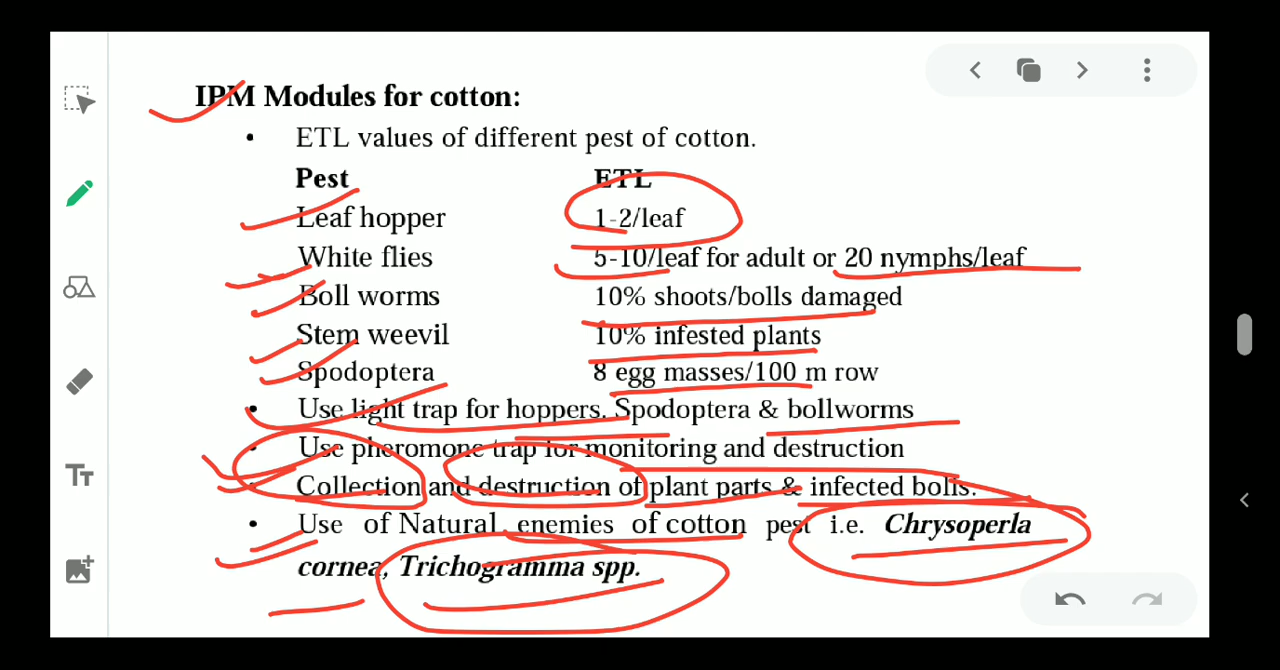 IPM Modules for cotton:
• ETL values of different pest of cotton.
Pest ETL
Leaf hopper 1-2/leaf
White flies 5-10/leaf for adult or 20 nymphs/leaf
Boll worms 10% shoots/bolls damaged
Stem weevil 10% infested plants
Spodoptera 8 egg masses/100 m row
• Use light trap for hoppers. Spodoptera & bollworms
• Use pheromone trap for monitoring and destruction
• Collection and destruction of plant parts & infected bolls.
• Use of Natural enemies of cotton pest i.e. Chrysoperla
cornea, Trichogramma spp.
Tт